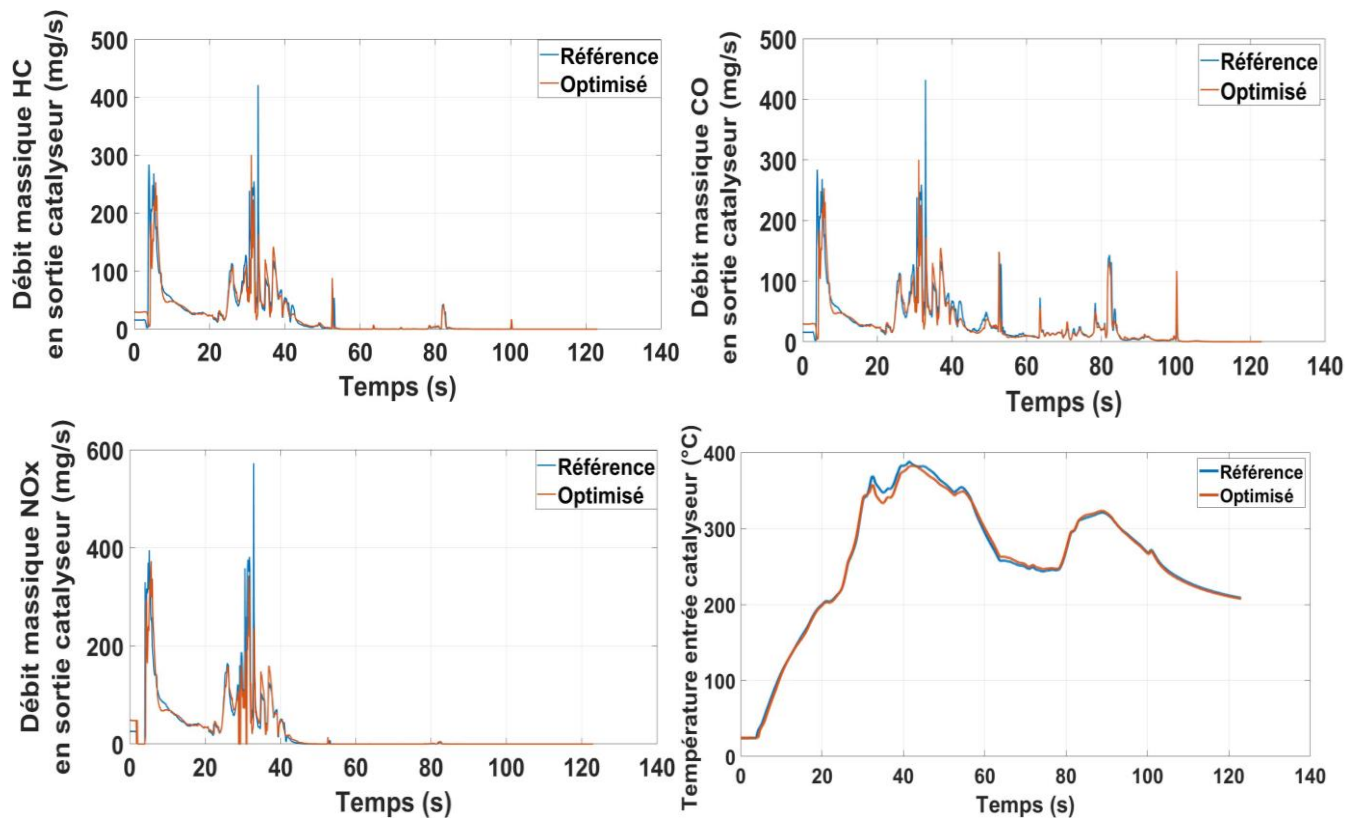 Débit massique HC
en sortie catalyseur (mg/s)
500
400
300
200
100
0
0 20 40 60 80 100 120 140
Temps (s)
Référence
Optimisé
Débit massique CO
en sortie catalyseur (mg/s)
500
400
300
200
100
0
0 20 40 60 80 100 120 140
Temps (s)
Référence
Optimisé
Débit massique NOx
en sortie catalyseur (mg/s)
600
400
200
0
0 20 40 60 80 100 120 140
Temps (s)
Référence
Optimisé
Température entrée catalyseur (°C)
400
300
200
100
0
0 20 40 60 80 100 120 140
Temps (s)
Référence
Optimisé